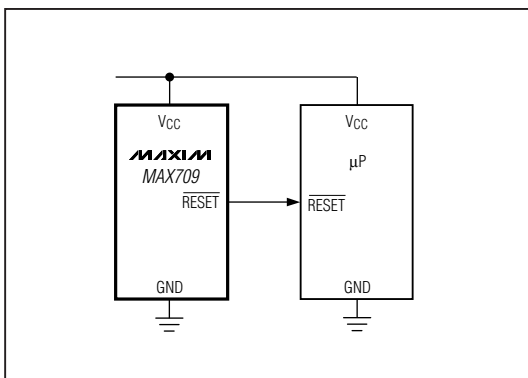 VCC
MAXIM
MAX709
RESET
GND
VCC
µP
RESET
GND